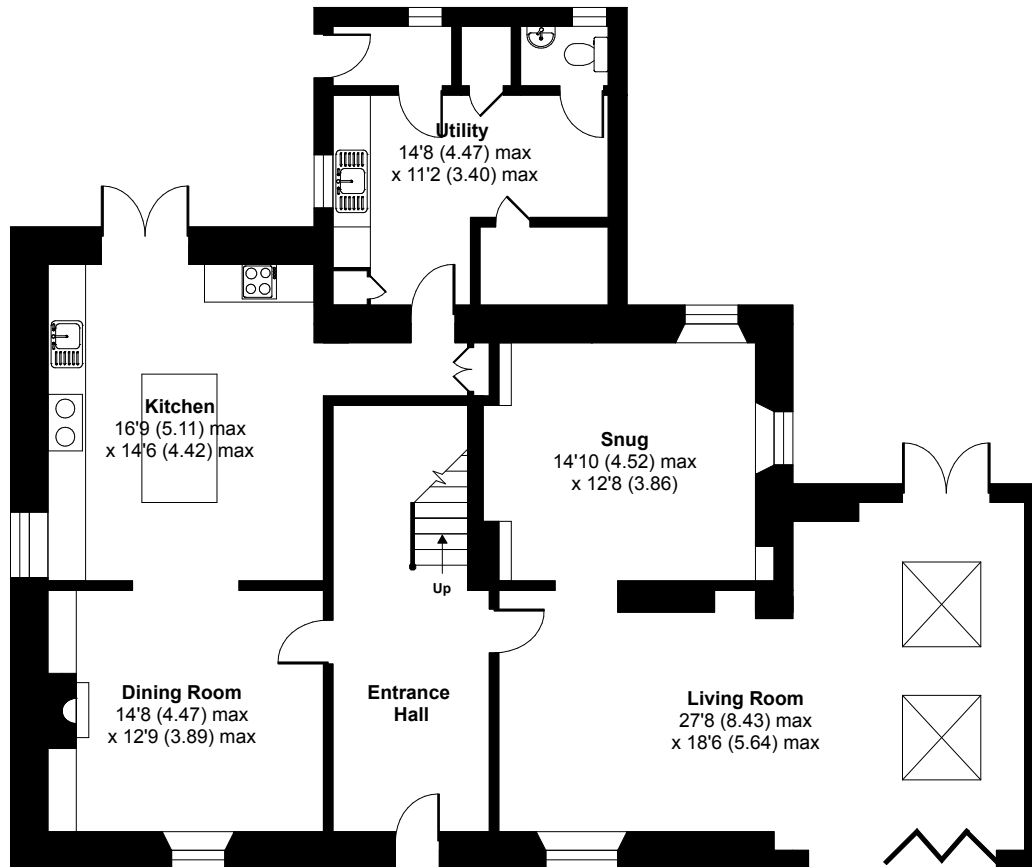 Utility
14'8 (4.47) max
x 11'2 (3.40) max
Kitchen
16'9 (5.11) max
x 14'6 (4.42) max
Snug
14'10 (4.52) max
x 12'8 (3.86)
Up
Dining Room
14'8 (4.47) max
x 12'9 (3.89) max
Entrance
Hall
Living Room
27'8 (8.43) max
x 18'6 (5.64) max